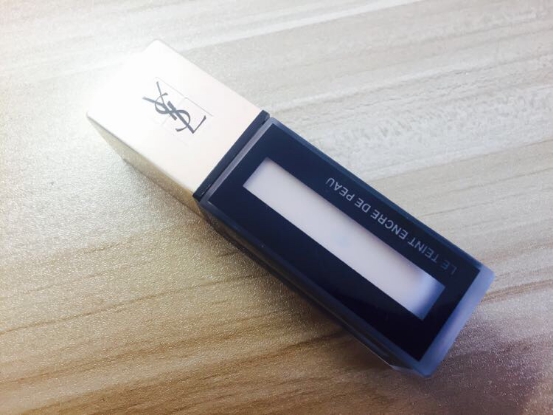 YSL
LE TEINT ENCRE DE PEAU